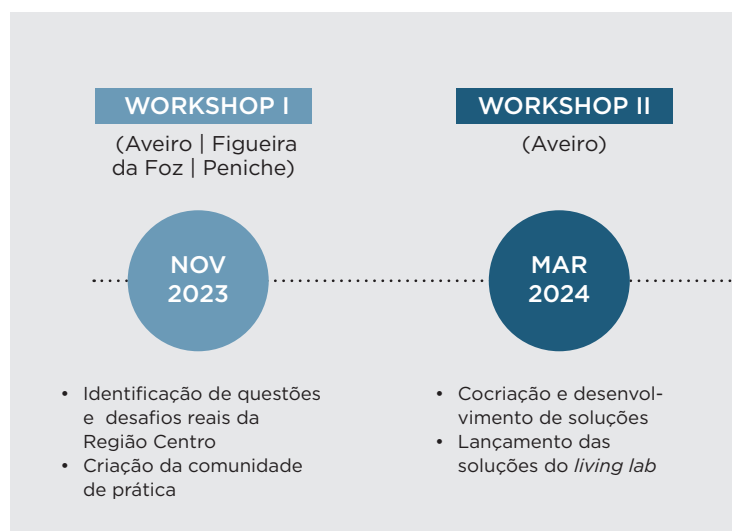 WORKSHOP I
(Aveiro | Figueira
da Foz | Peniche)
NOV
2023
• Identificação de questões
e desafios reais da
Região Centro
• Criação da comunidade
de prática
WORKSHOP II
(Aveiro)
MAR
2024
• Cocriação e desenvol-
vimento de soluções
• Lançamento das
soluções do living lab